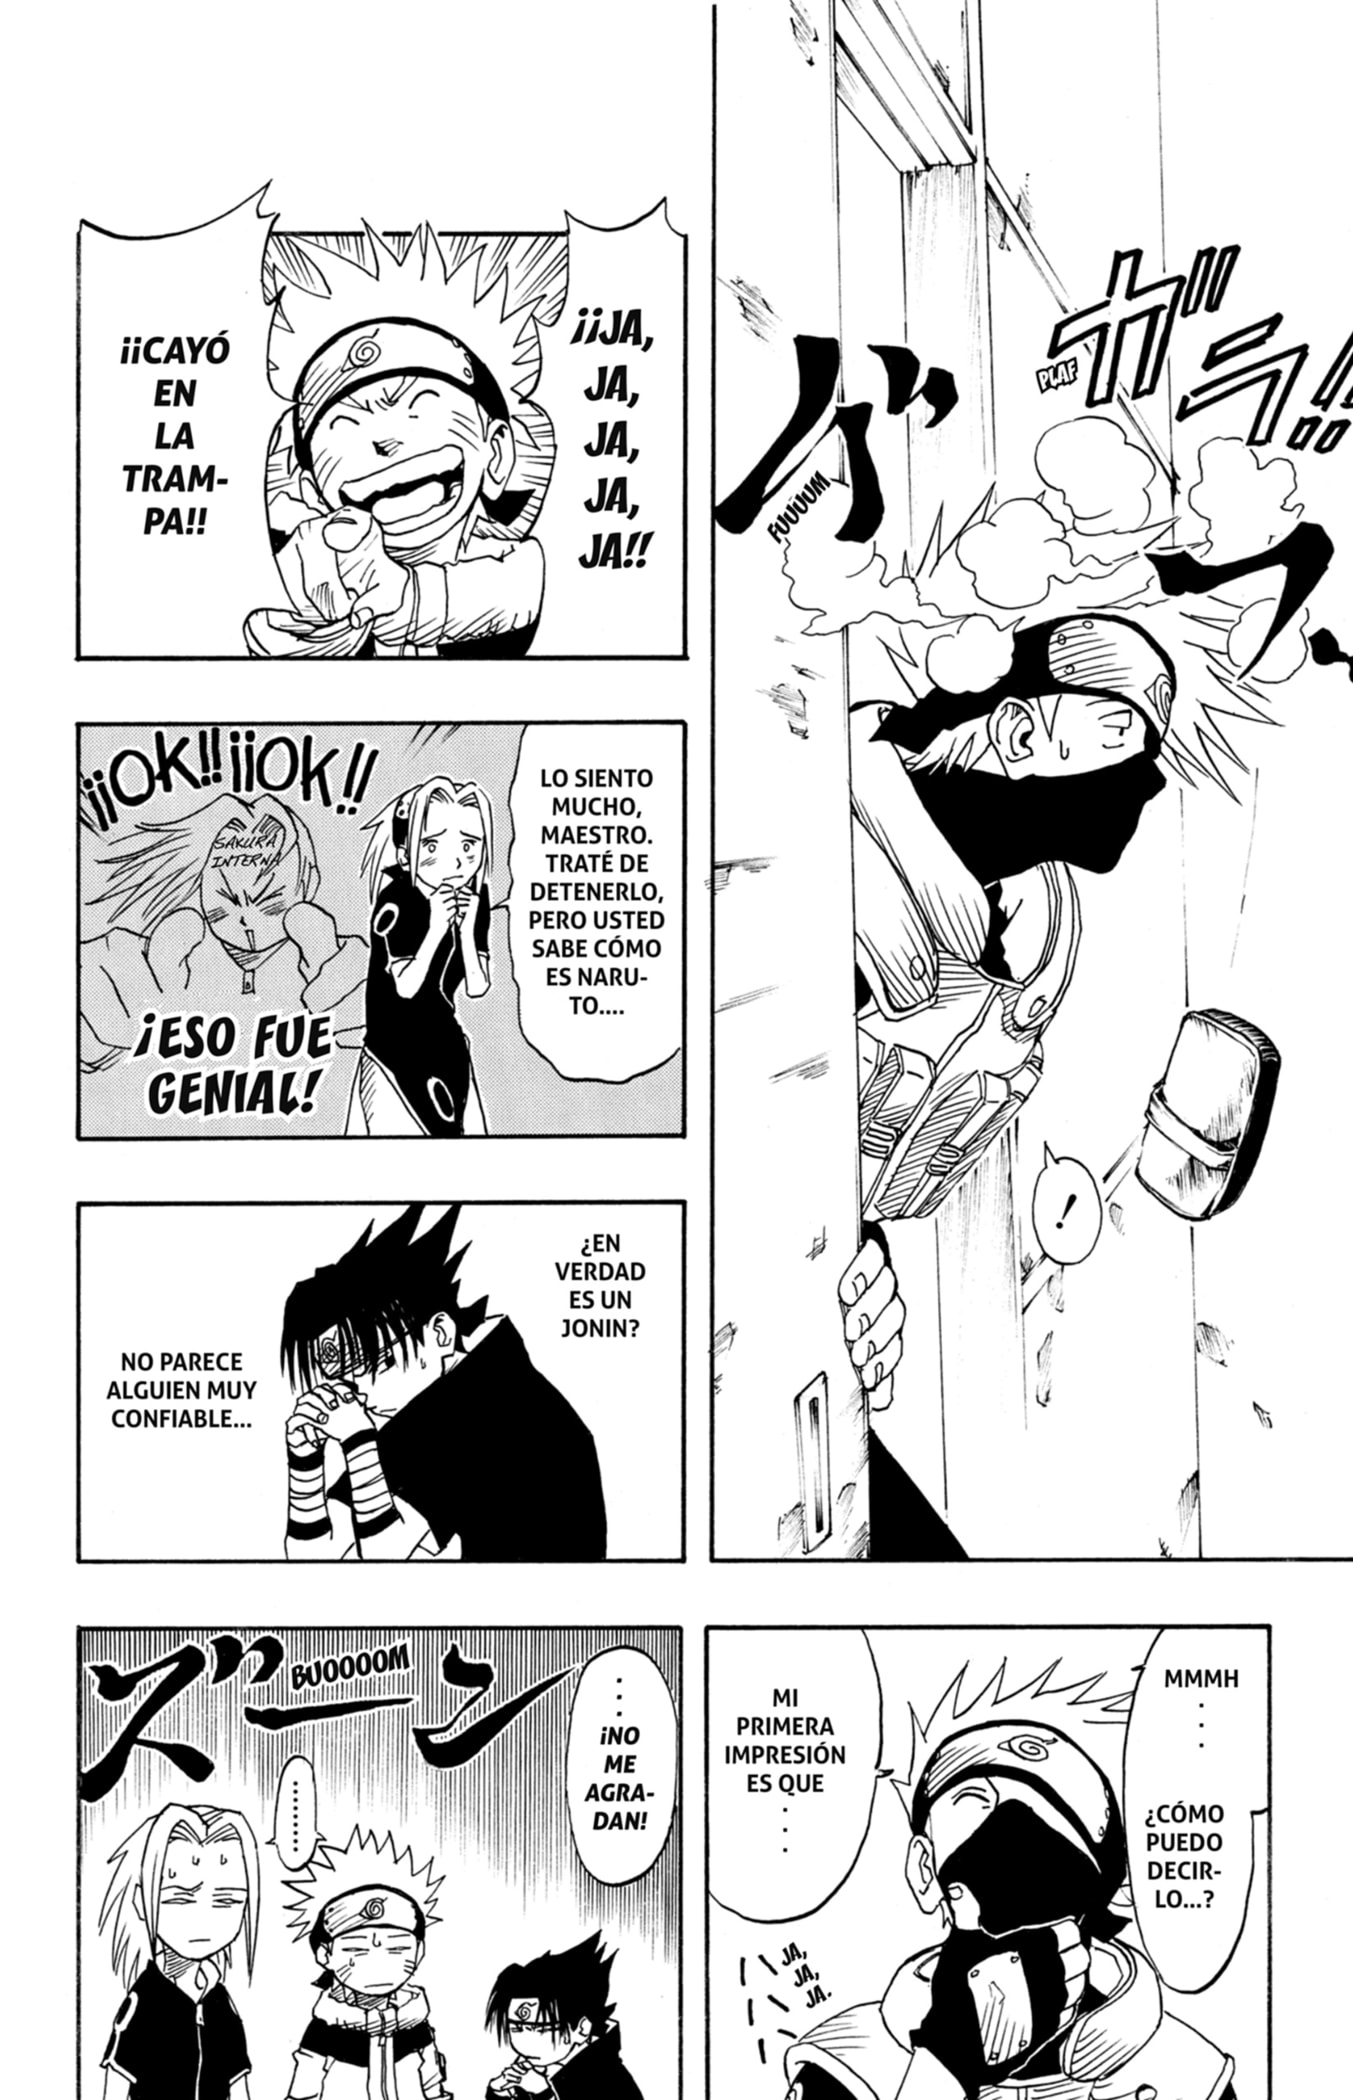 ガラ!!
PLAF
グ
FUUUUM
フ
!
¡¡JA,
JA,
JA,
JA,
JA!!
¡¡CAYÓ
EN
LA
TRAM-
PA!!
LO SIENTO
MUCHO,
MAESTRO.
TRATÉ DE
DETENERLO,
PERO USTED
SABE CÓMO
ES NARU-
TO....
¡¡OK!! ¡¡OK!!
SAKURA
INTERNA
¡ESO FUE
GENIAL!
¿EN
VERDAD
ES UN
JONIN?
NO PARECE
ALGUIEN MUY
CONFIABLE...
MMMH
. . .
¿CÓMO
PUEDO
DECIR-
LO...?
MI
PRIMERA
IMPRESIÓN
ES QUE
. . .
JA,
JA,
JA.
. . .
¡NO
ME
AGRA-
DAN!
ズーン
BUOOOOM
.........